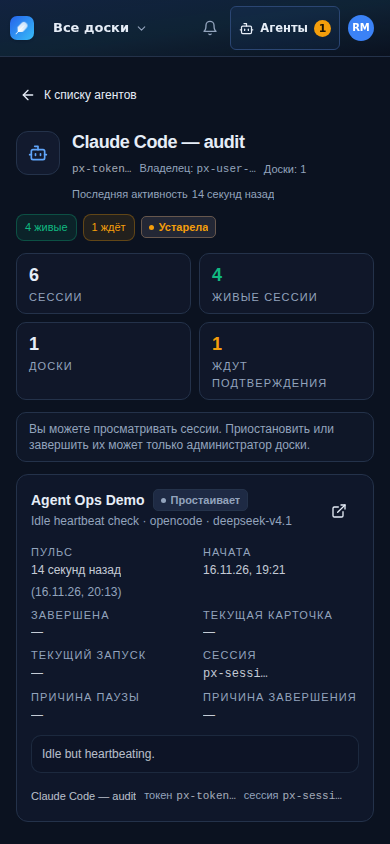 Все доски
Агенты 1
RM
К списку агентов
Claude Code — audit
px-token… Владелец: px-user-… Доски: 1
Последняя активность 14 секунд назад
4 живые 1 ждёт Устарела
6
СЕССИИ
4
ЖИВЫЕ СЕССИИ
1
ДОСКИ
1
ЖДУТ
ПОДТВЕРЖДЕНИЯ
Вы можете просматривать сессии. Приостановить или
завершить их может только администратор доски.
Agent Ops Demo Простаивает
Idle heartbeat check · opencode · deepseek-v4.1
ПУЛЬС
14 секунд назад
(16.11.26, 20:13)
НАЧАТА
16.11.26, 19:21
ЗАВЕРШЕНА
—
ТЕКУЩАЯ КАРТОЧКА
—
ТЕКУЩИЙ ЗАПУСК
—
СЕССИЯ
px-sessi…
ПРИЧИНА ПАУЗЫ
—
ПРИЧИНА ЗАВЕРШЕНИЯ
—
Idle but heartbeating.
Claude Code — audit токен px-token… сессия px-sessi…